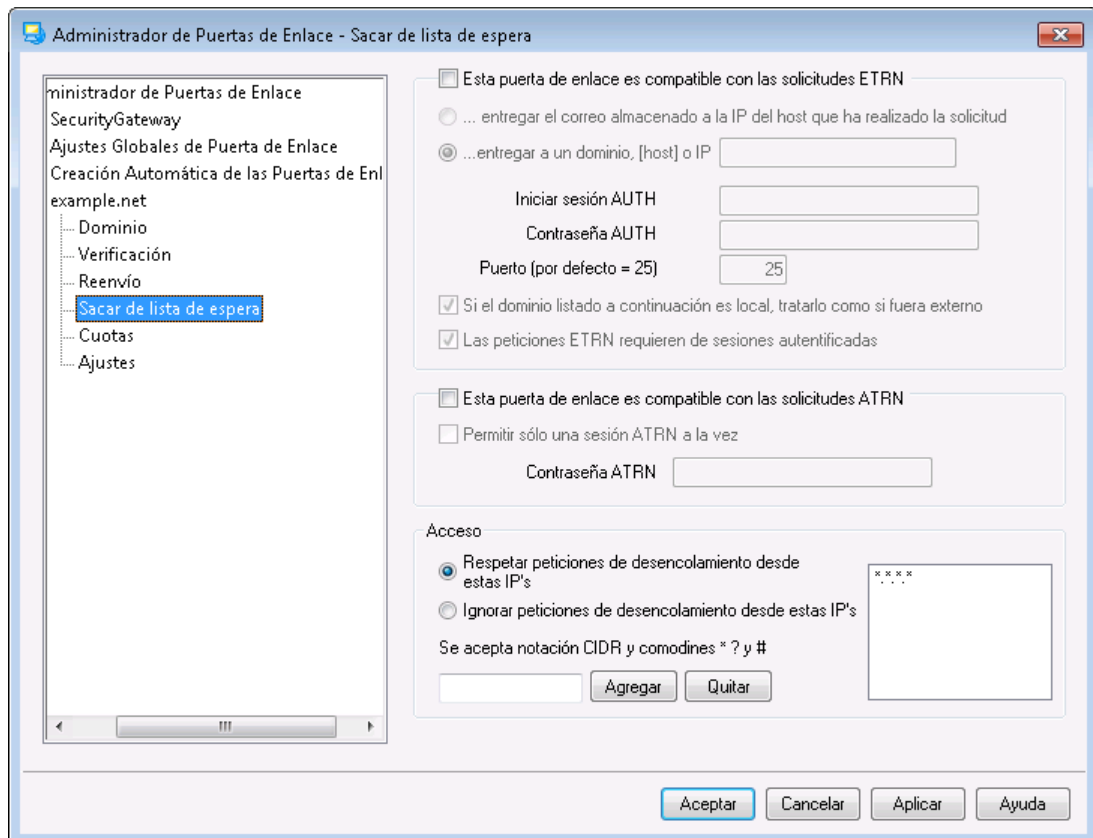 Administrador de Puertas de Enlace - Sacar de lista de espera
ministrador de Puertas de Enlace
SecurityGateway
Ajustes Globales de Puerta de Enlace
Creación Automática de las Puertas de Enl
example.net
Dominio
Verificación
Reenvío
Sacar de lista de espera
Cuotas
Ajustes
Esta puerta de enlace es compatible con las solicitudes ETRN
... entregar el correo almacenado a la IP del host que ha realizado la solicitud
...entregar a un dominio, [host] o IP
Iniciar sesión AUTH
Contraseña AUTH
Puerto (por defecto = 25)
25
Si el dominio listado a continuación es local, tratarlo como si fuera externo
Las peticiones ETRN requieren de sesiones autentificadas
Esta puerta de enlace es compatible con las solicitudes ATRN
Permitir sólo una sesión ATRN a la vez
Contraseña ATRN
Acceso
Respetar peticiones de desencolamiento desde
estas IP's
Ignorar peticiones de desencolamiento desde estas IP's
Se acepta notación CIDR y comodines * ? y #
Agregar
Quitar
*.*.*.*
Aceptar
Cancelar
Aplicar
Ayuda